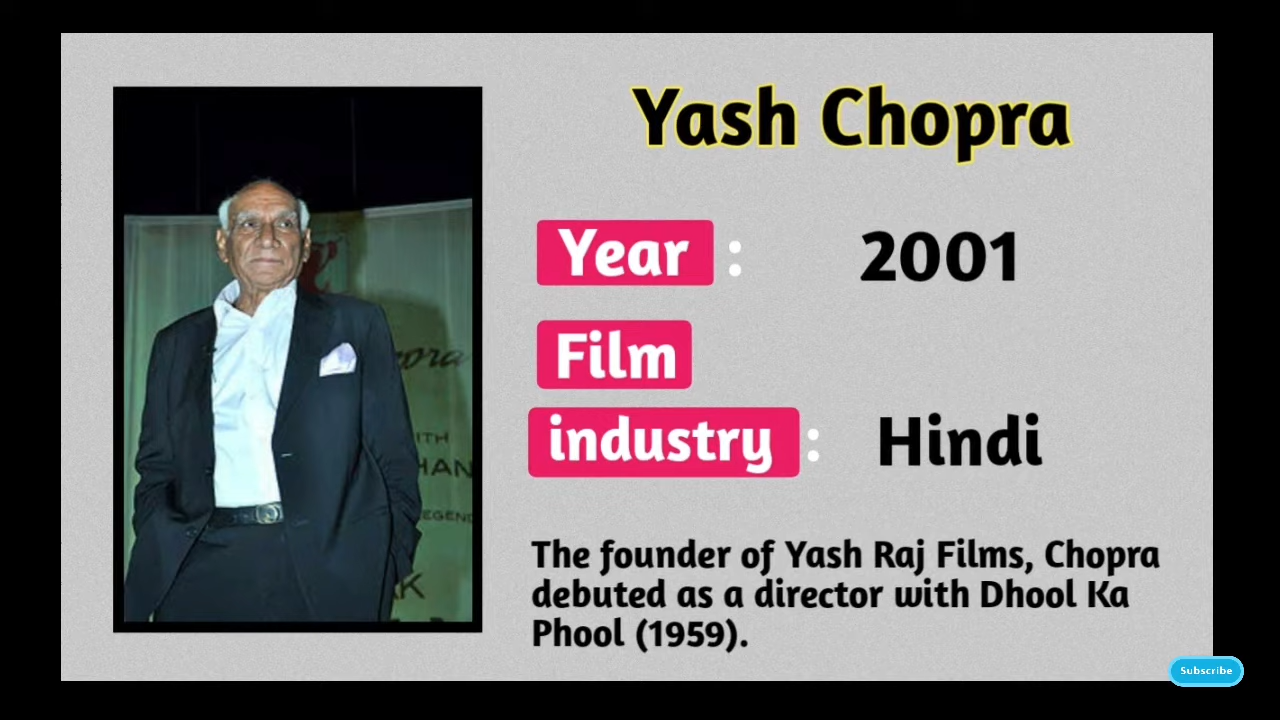 Yash Chopra
Year : 2001
Film
industry : Hindi
The founder of Yash Raj Films, Chopra
debuted as a director with Dhool Ka
Phool (1959).
Subscribe